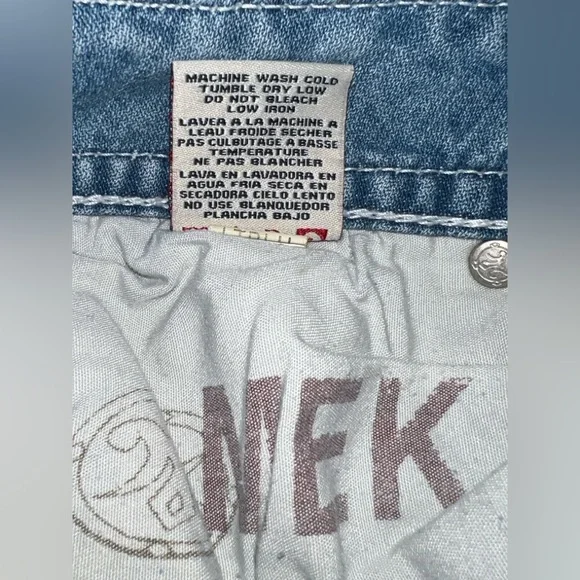 MACHINE WASH COLD
TUMBLE DRY LOW
DO NOT BLEACH
LOW IRON
LAVEA A LA MACHINE A
LEAU FROIDE SECHER
PAS CULBUTAGE A BASSE
TEMPERATURE
NE PAS BLANCHER
LAVA EN LAVADORA EN
AGUA FRIA SECA EN
SECADORA CIELO LENTO
NO USE BLANQUEDOR
PLANCHA BAJO
MEK